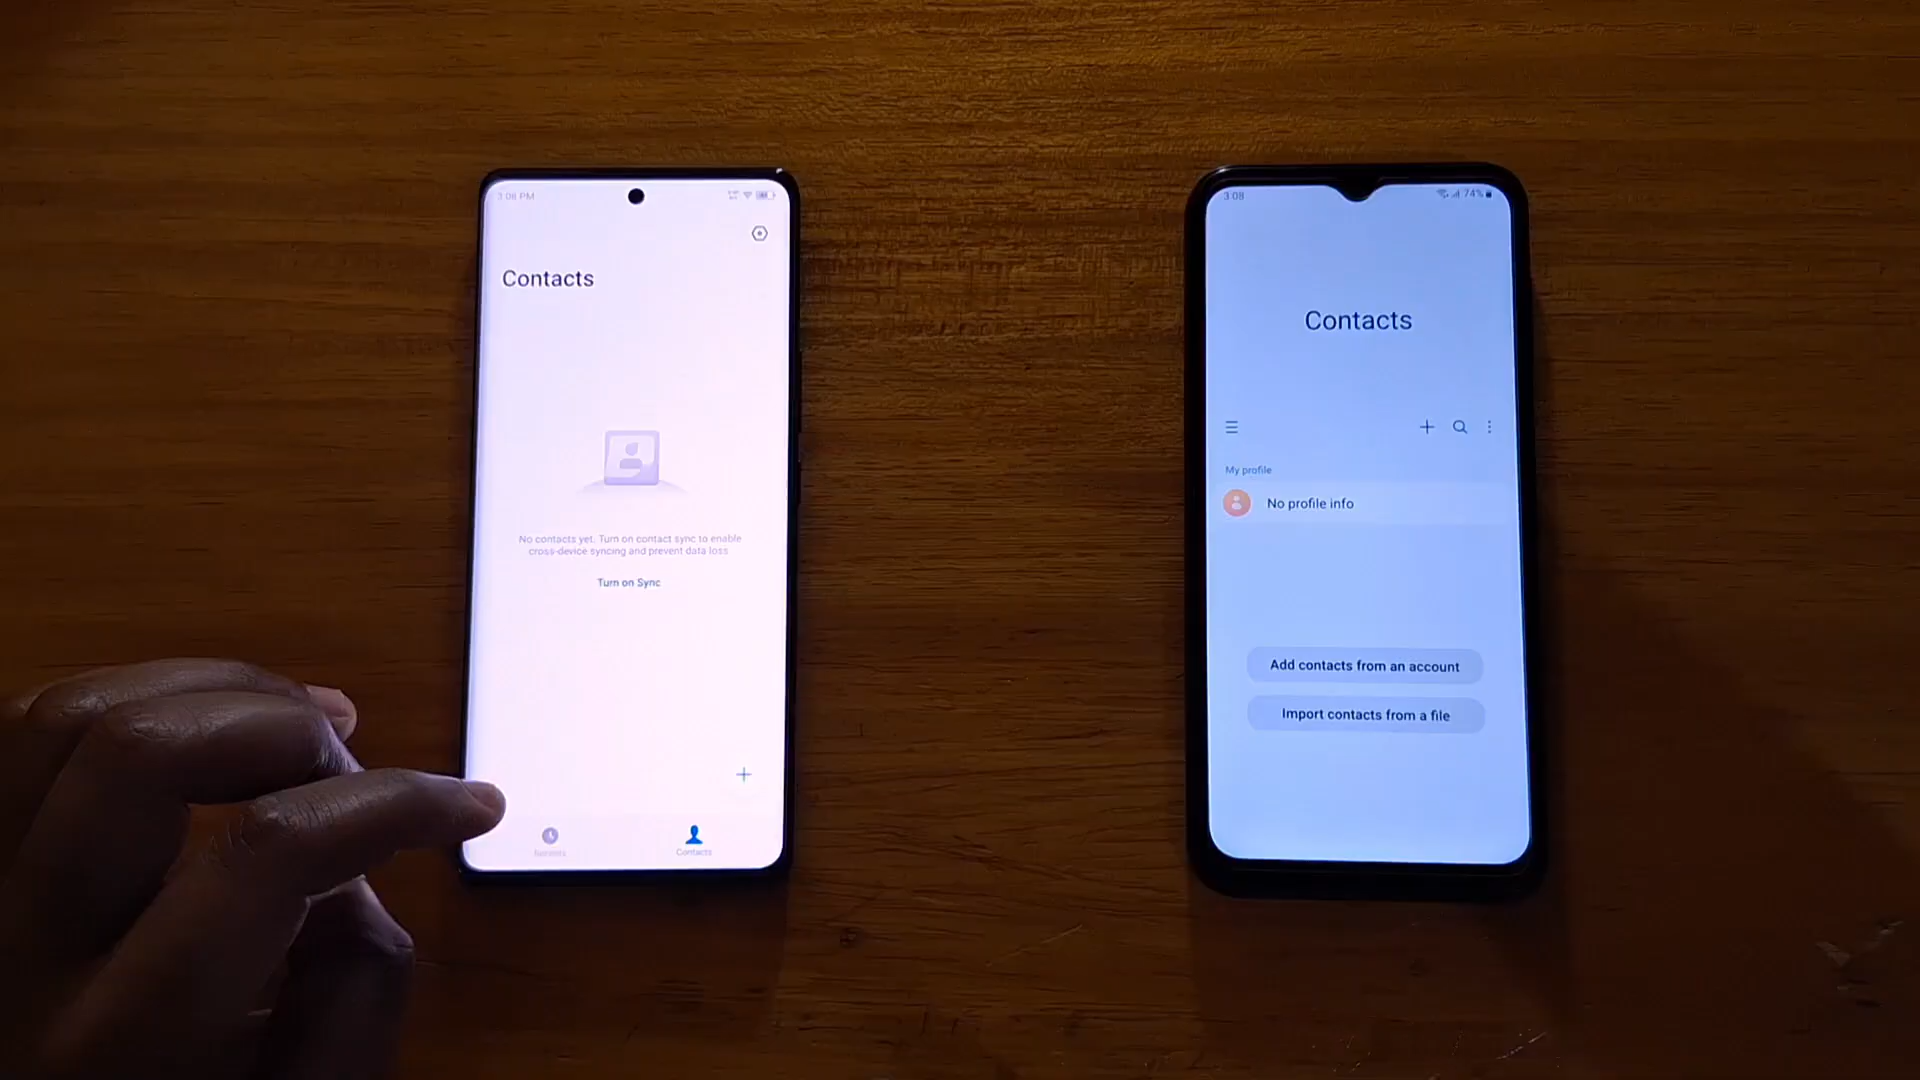 3:08 PM
Contacts
No contacts yet. Turn on contact sync to enable
cross-device syncing and prevent data loss
Turn on Sync
Recents
Contacts
3:08
74%
Contacts
My profile
No profile info
Add contacts from an account
Import contacts from a file